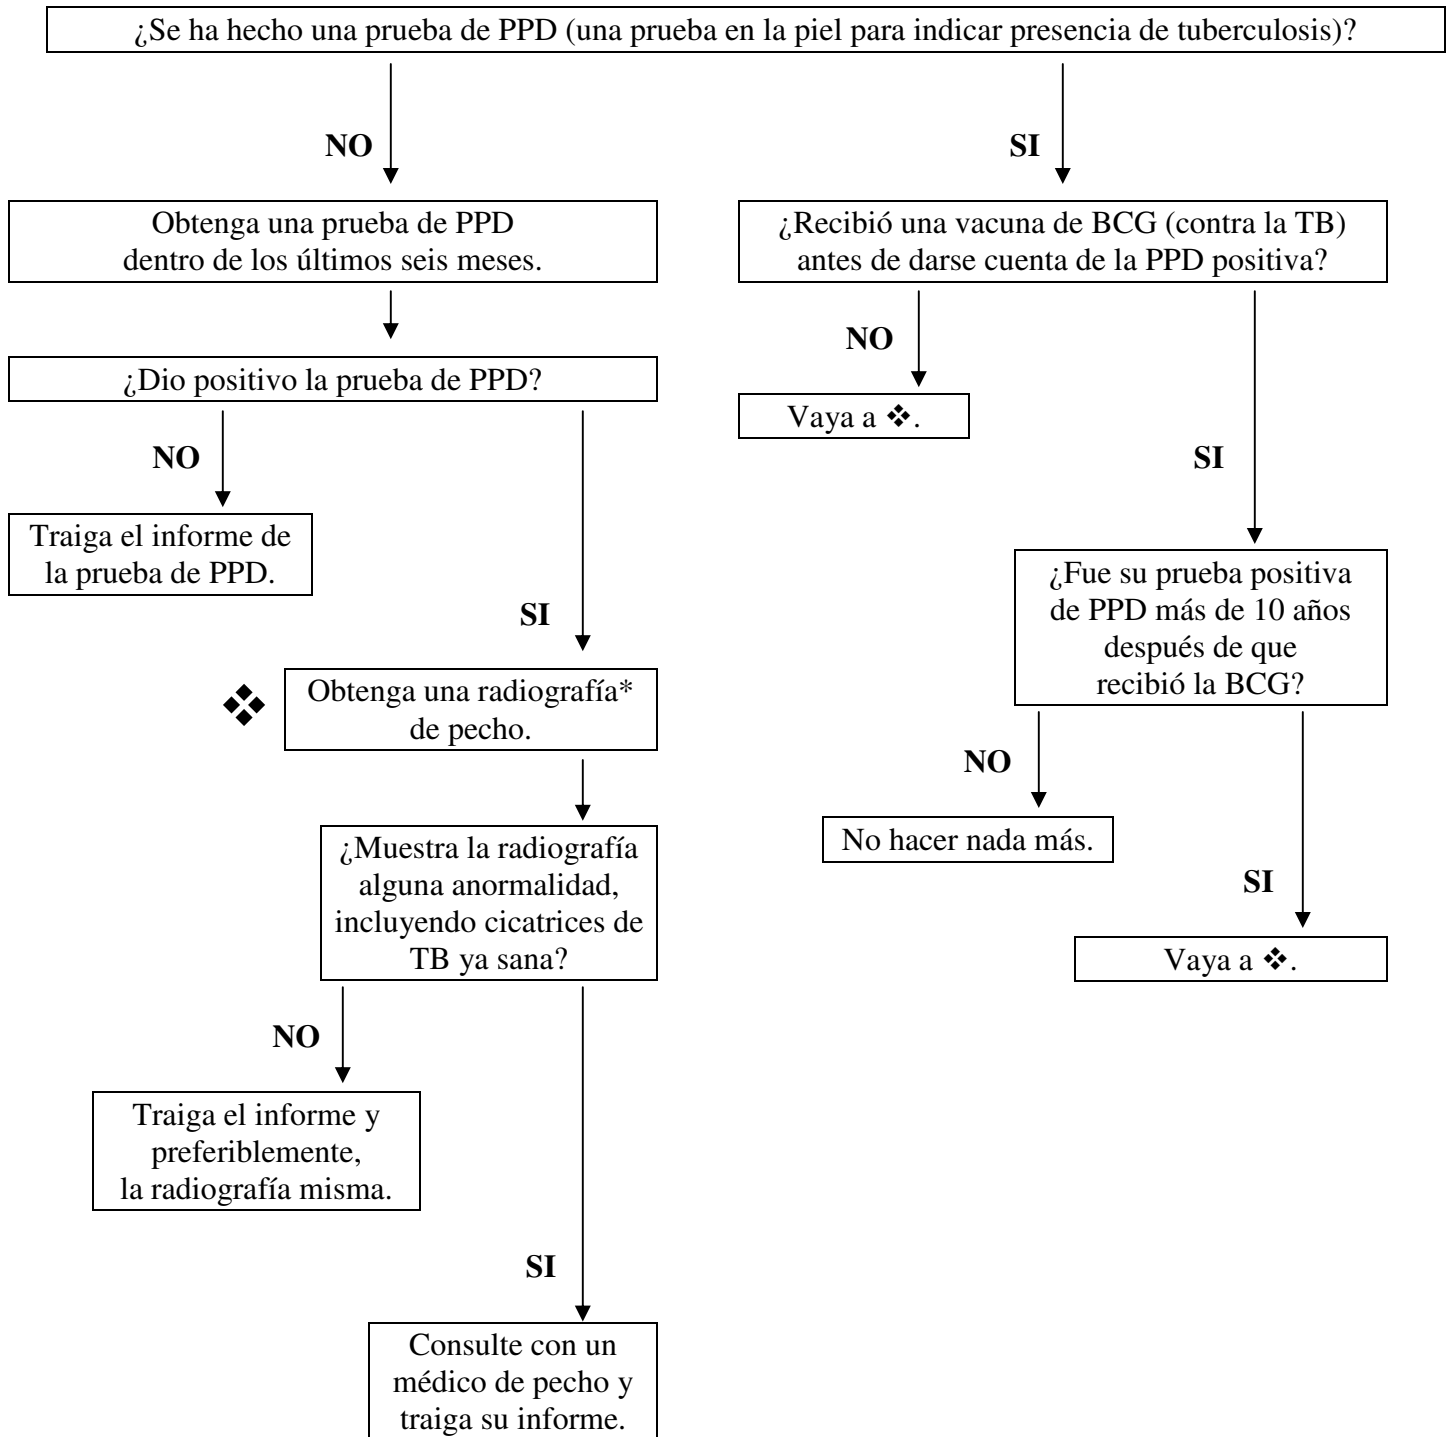 ¿Se ha hecho una prueba de PPD (una prueba en la piel para indicar presencia de tuberculosis)?
NO
SI
Obtenga una prueba de PPD
dentro de los últimos seis meses.
¿Recibió una vacuna de BCG (contra la TB)
antes de darse cuenta de la PPD positiva?
NO
Vaya a ❖.
SI
¿Dio positivo la prueba de PPD?
NO
Traiga el informe de
la prueba de PPD.
SI
¿Fue su prueba positiva
de PPD más de 10 años
después de que
recibió la BCG?
NO
No hacer nada más.
SI
Vaya a ❖.
❖
Obtenga una radiografía*
de pecho.
¿Muestra la radiografía
alguna anormalidad,
incluyendo cicatrices de
TB ya sana?
NO
Traiga el informe y
preferiblemente,
la radiografía misma.
SI
Consulte con un
médico de pecho y
traiga su informe.